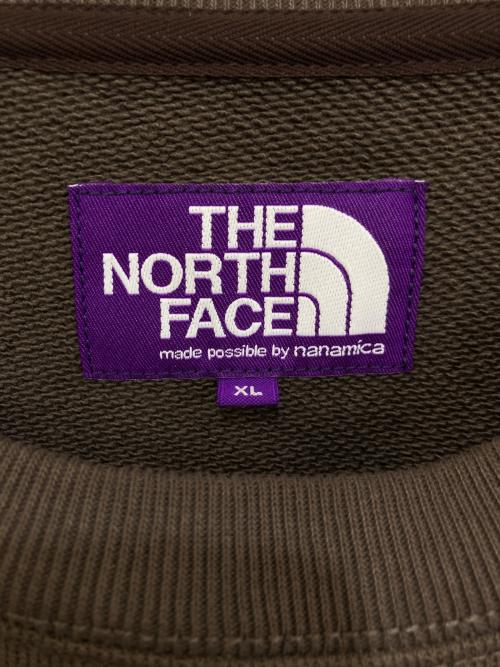 THE
NORTH
FACE
made possible by nanamica
XL